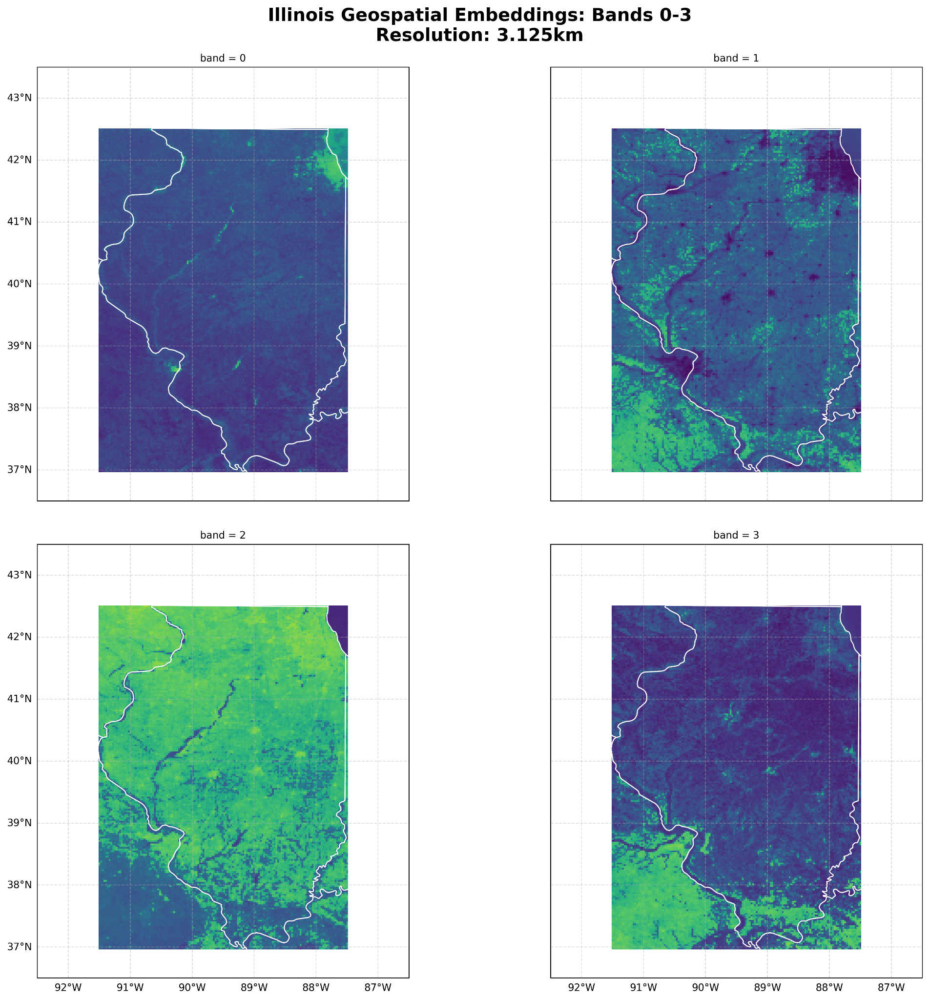 Illinois Geospatial Embeddings: Bands 0-3
Resolution: 3.125km
band = 0
band = 1
43°N
42°N
41°N
40°N
39°N
38°N
37°N
band = 2
band = 3
43°N
42°N
41°N
40°N
39°N
38°N
37°N
92°W 91°W 90°W 89°W 88°W 87°W
92°W 91°W 90°W 89°W 88°W 87°W